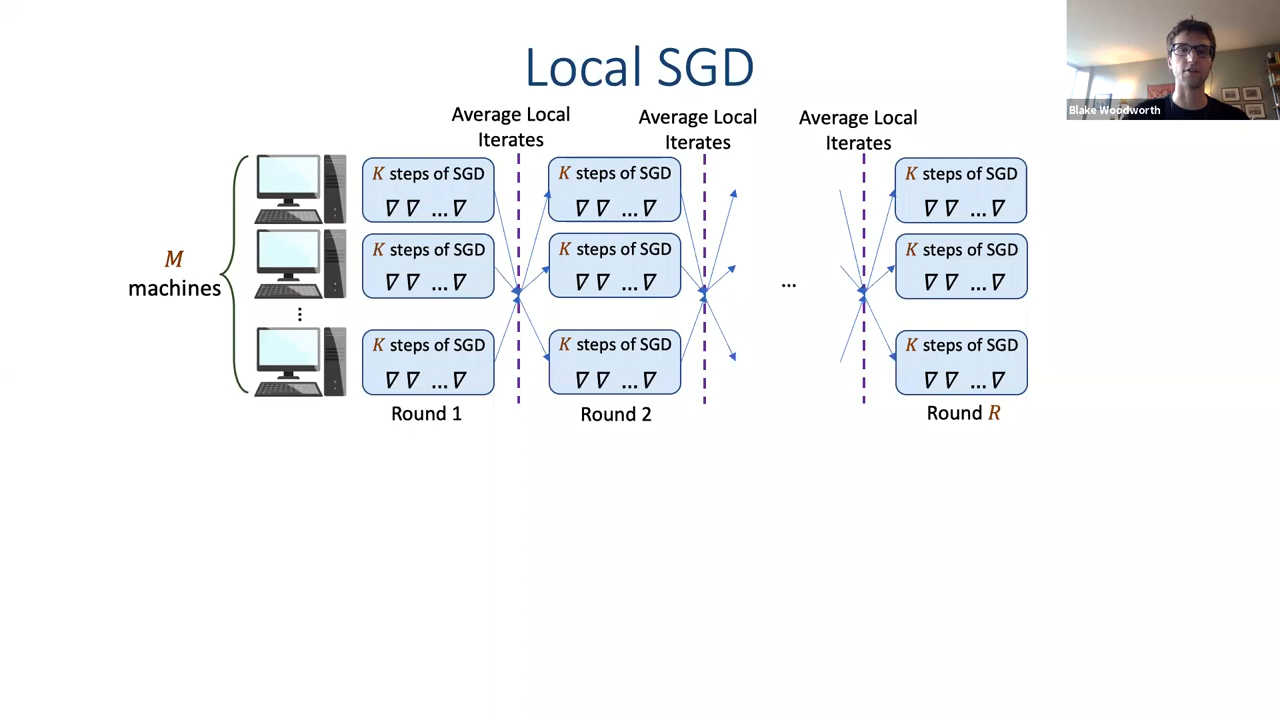 Local SGD
Blake Woodworth
Average Local
Iterates
Average Local
Iterates
Average Local
Iterates
K steps of SGD
∇ ∇ ...∇
K steps of SGD
∇ ∇ ...∇
K steps of SGD
∇ ∇ ...∇
K steps of SGD
∇ ∇ ...∇
K steps of SGD
∇ ∇ ...∇
K steps of SGD
∇ ∇ ...∇
M
machines
...
⋮
K steps of SGD
∇ ∇ ...∇
K steps of SGD
∇ ∇ ...∇
K steps of SGD
∇ ∇ ...∇
Round 1
Round 2
Round R